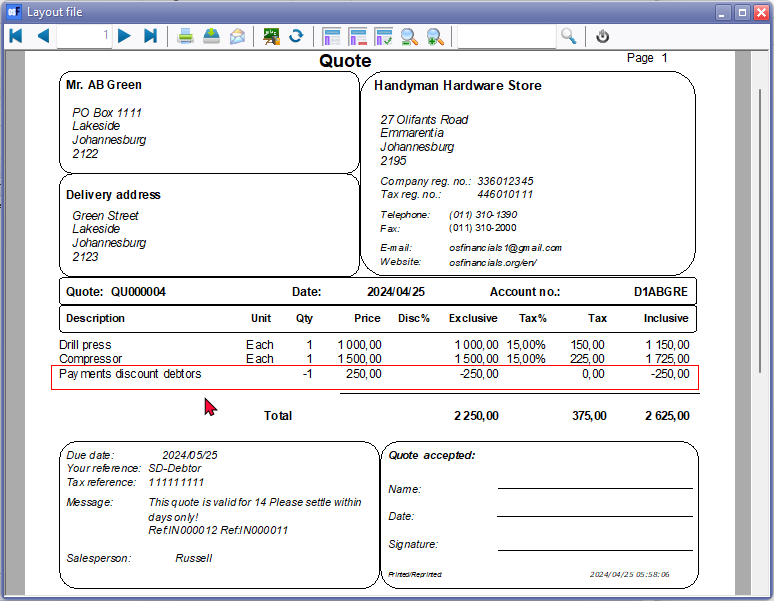 Layout file
1
Quote
Page 1
Mr. AB Green
PO Box 1111
Lakeside
Johannesburg
2122
Handyman Hardware Store
27 Olifants Road
Emmarentia
Johannesburg
2195
Company reg. no.: 336012345
Tax reg. no.: 446010111
Telephone: (011) 310-1390
Fax: (011) 310-2000
E-mail: osfinancials1@gmail.com
Website: osfinancials.org/en/
Delivery address
Green Street
Lakeside
Johannesburg
2123
Quote: QU000004 Date: 2024/04/25 Account no.: D1ABGRE
Description Unit Qty Price Disc% Exclusive Tax% Tax Inclusive
Drill press Each 1 1 000,00 1 000,00 15,00% 150,00 1 150,00
Compressor Each 1 1 500,00 1 500,00 15,00% 225,00 1 725,00
Payments discount debtors -1 250,00 -250,00 0,00 -250,00
Total 2 250,00 375,00 2 625,00
Due date: 2024/05/25
Your reference: SD-Debtor
Tax reference: 111111111
Message: This quote is valid for 14 Please settle within
days only!
Ref:IN000012 Ref:IN000011
Salesperson: Russell
Quote accepted:
Name:
Date:
Signature:
Printed/Reprinted 2024/04/25 05:58:06